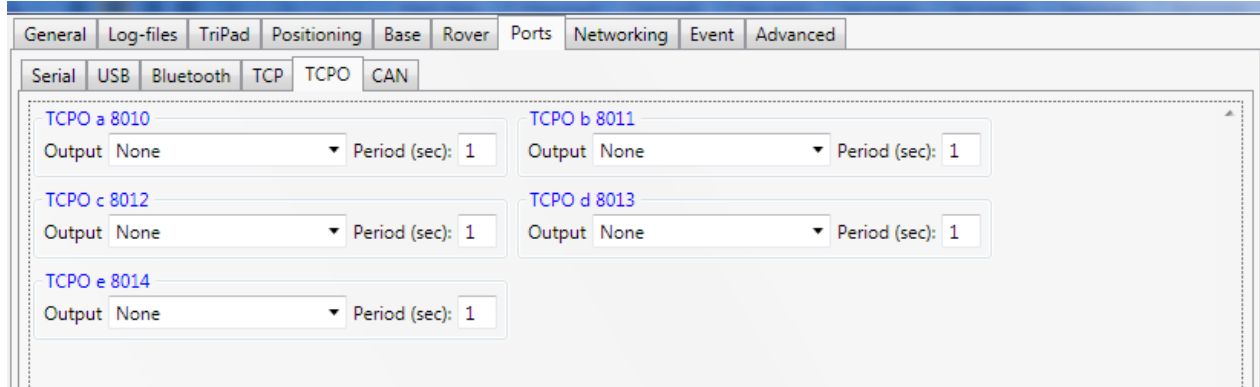 General Log-files TriPad Positioning Base Rover Ports Networking Event Advanced
Serial USB Bluetooth TCP TCPO CAN
TCPO a 8010
Output None Period (sec): 1
TCPO b 8011
Output None Period (sec): 1
TCPO c 8012
Output None Period (sec): 1
TCPO d 8013
Output None Period (sec): 1
TCPO e 8014
Output None Period (sec): 1